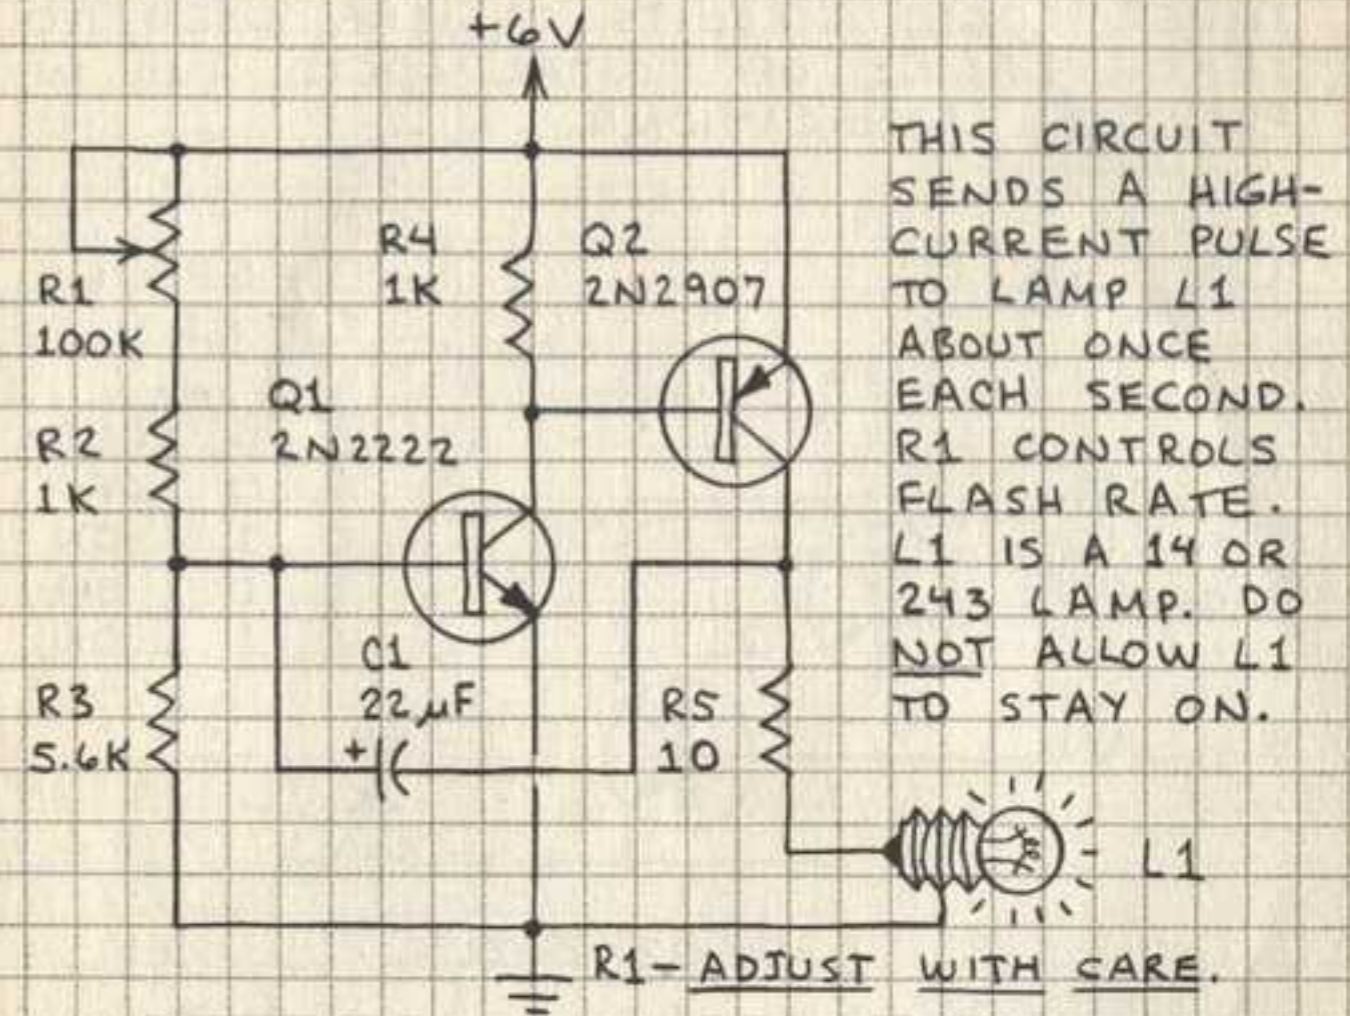 +6V
R1
100K
R2
1K
R3
5.6K
R4
1K
Q1
2N2222
C1
22µF
+
Q2
2N2907
R5
10
L1
THIS CIRCUIT
SENDS A HIGH-
CURRENT PULSE
TO LAMP L1
ABOUT ONCE
EACH SECOND.
R1 CONTROLS
FLASH RATE.
L1 IS A 14 OR
243 LAMP. DO
NOT ALLOW L1
TO STAY ON.
R1 - ADJUST WITH CARE.